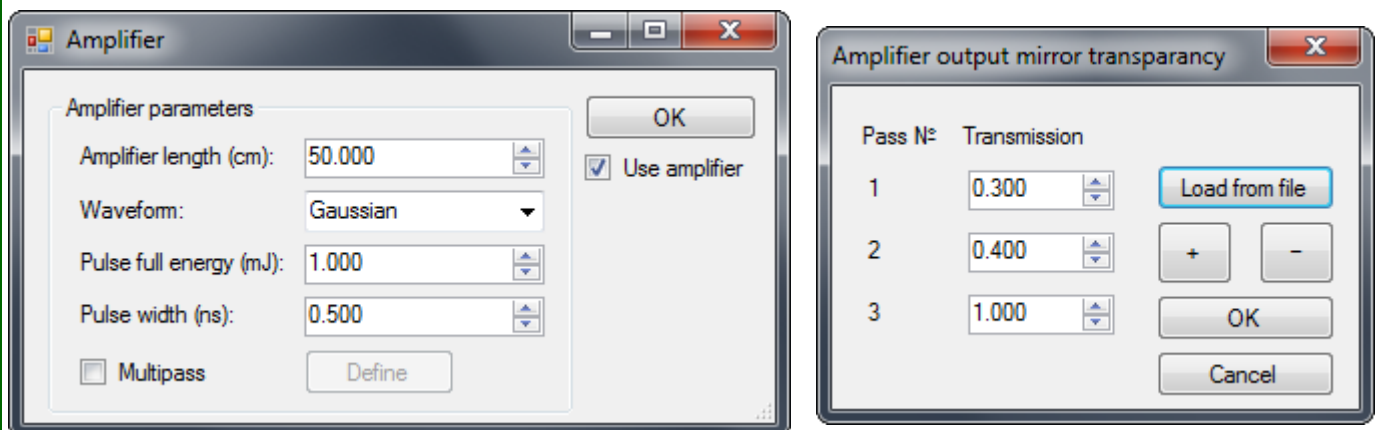 Amplifier
Amplifier parameters
Amplifier length (cm): 50.000
Waveform: Gaussian
Pulse full energy (mJ): 1.000
Pulse width (ns): 0.500
Multipass Define
OK
Use amplifier
Amplifier output mirror transparancy
Pass Nº Transmission
1 0.300
2 0.400
3 1.000
Load from file
+ -
OK
Cancel